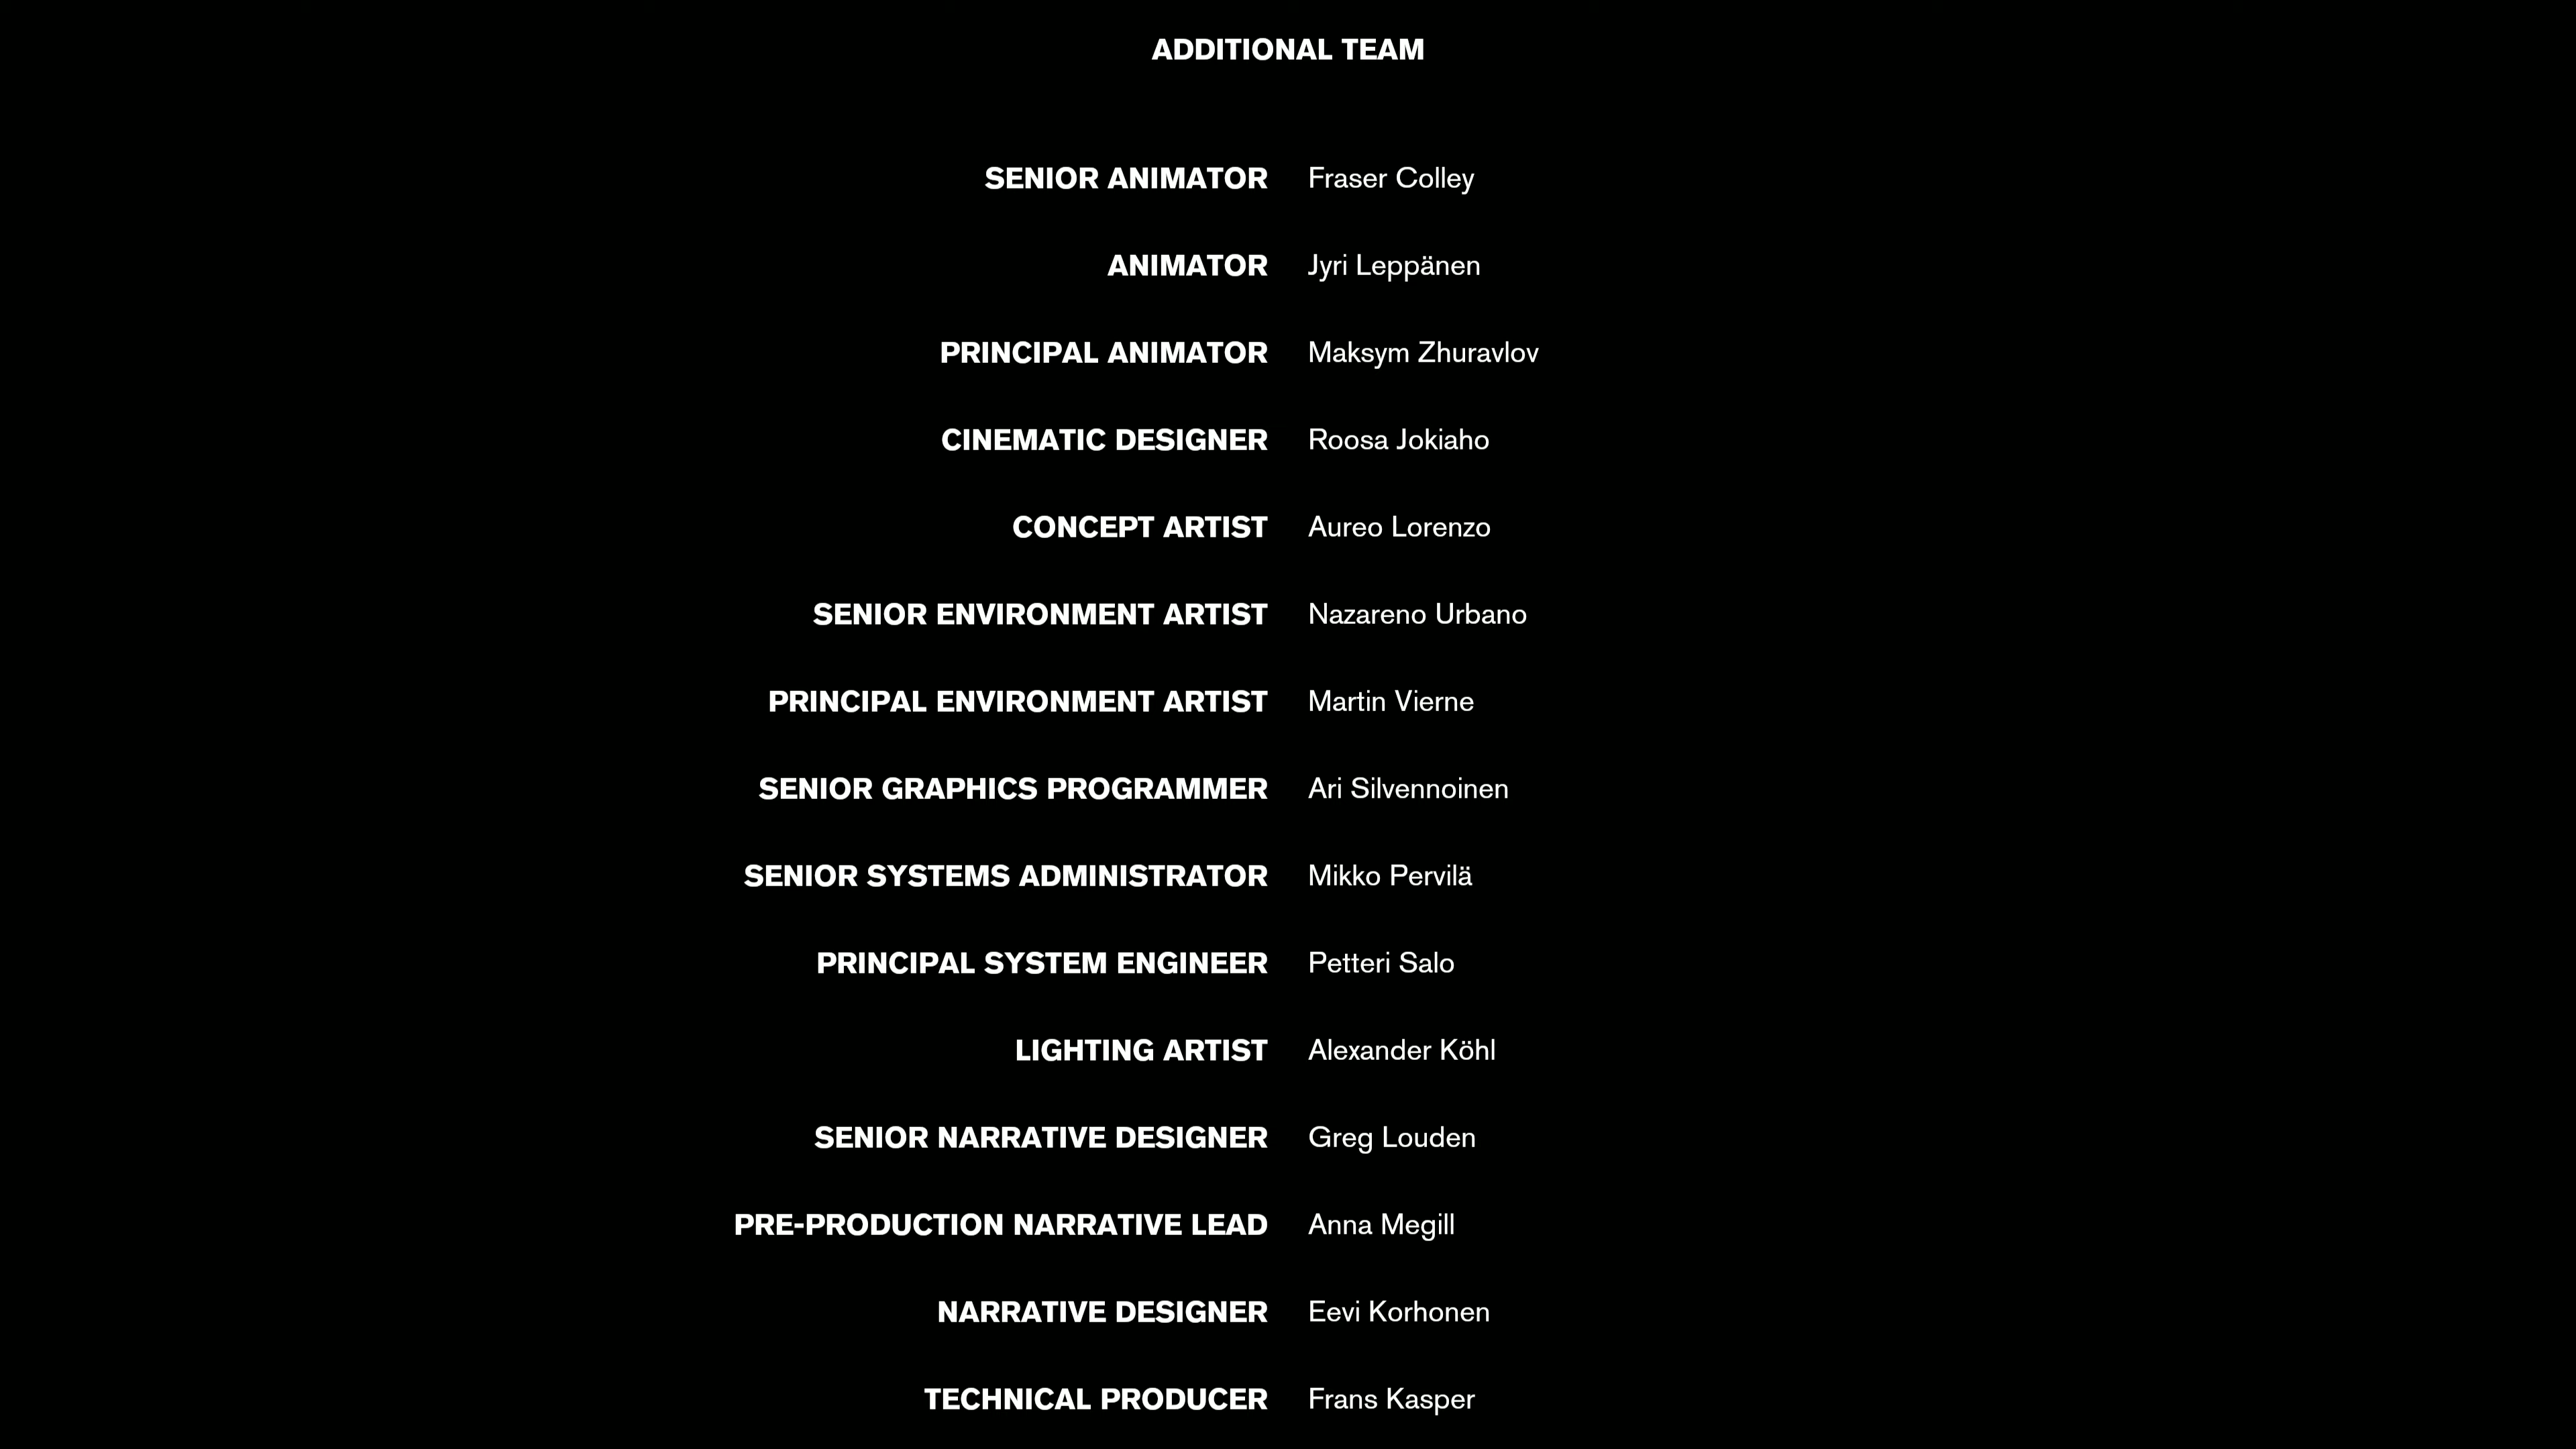 ADDITIONAL TEAM
SENIOR ANIMATOR Fraser Colley
ANIMATOR Jyri Leppänen
PRINCIPAL ANIMATOR Maksym Zhuravlov
CINEMATIC DESIGNER Roosa Jokiaho
CONCEPT ARTIST Aureo Lorenzo
SENIOR ENVIRONMENT ARTIST Nazareno Urbano
PRINCIPAL ENVIRONMENT ARTIST Martin Vierne
SENIOR GRAPHICS PROGRAMMER Ari Silvennoinen
SENIOR SYSTEMS ADMINISTRATOR Mikko Pervilä
PRINCIPAL SYSTEM ENGINEER Petteri Salo
LIGHTING ARTIST Alexander Köhl
SENIOR NARRATIVE DESIGNER Greg Louden
PRE-PRODUCTION NARRATIVE LEAD Anna Megill
NARRATIVE DESIGNER Eevi Korhonen
TECHNICAL PRODUCER Frans Kasper